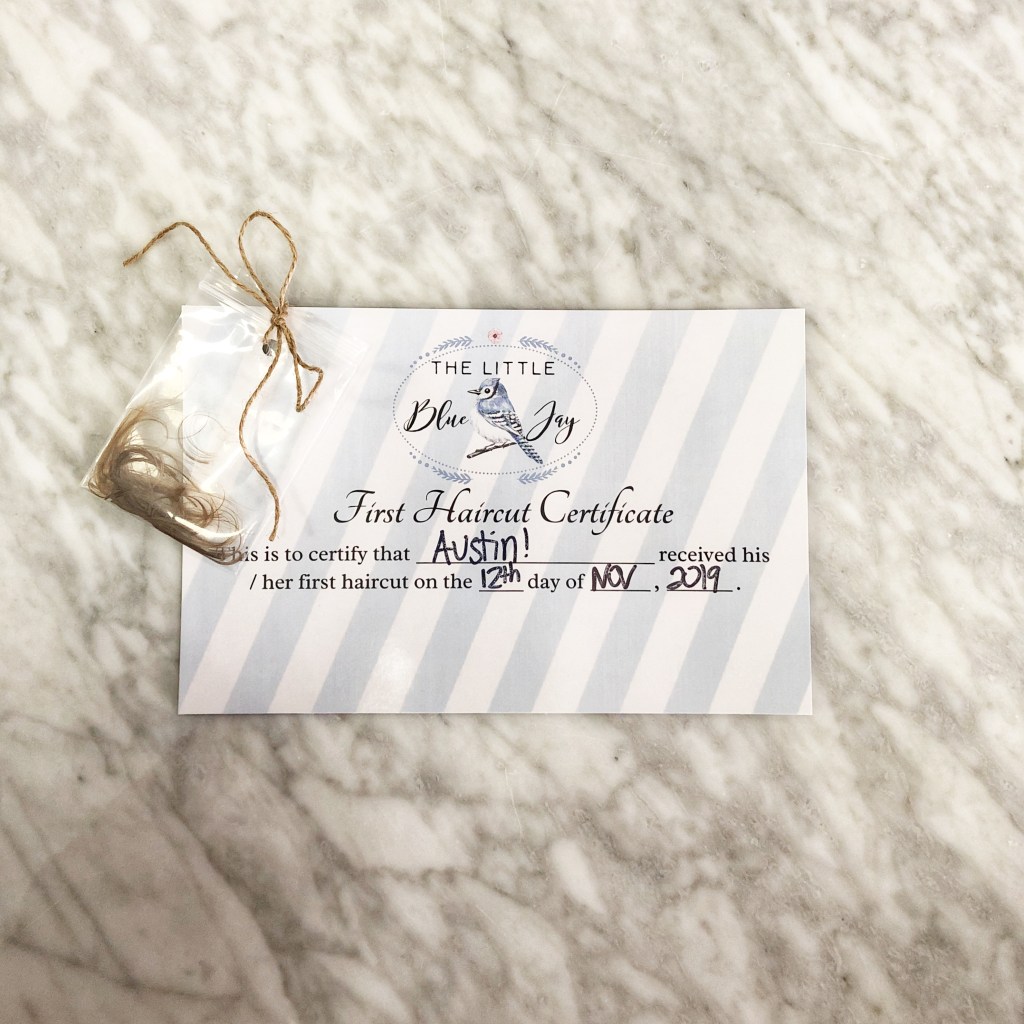 THE LITTLE
Blue Jay
First Haircut Certificate
This is to certify that Austin! received his
/ her first haircut on the 12th day of NOV, 2019.